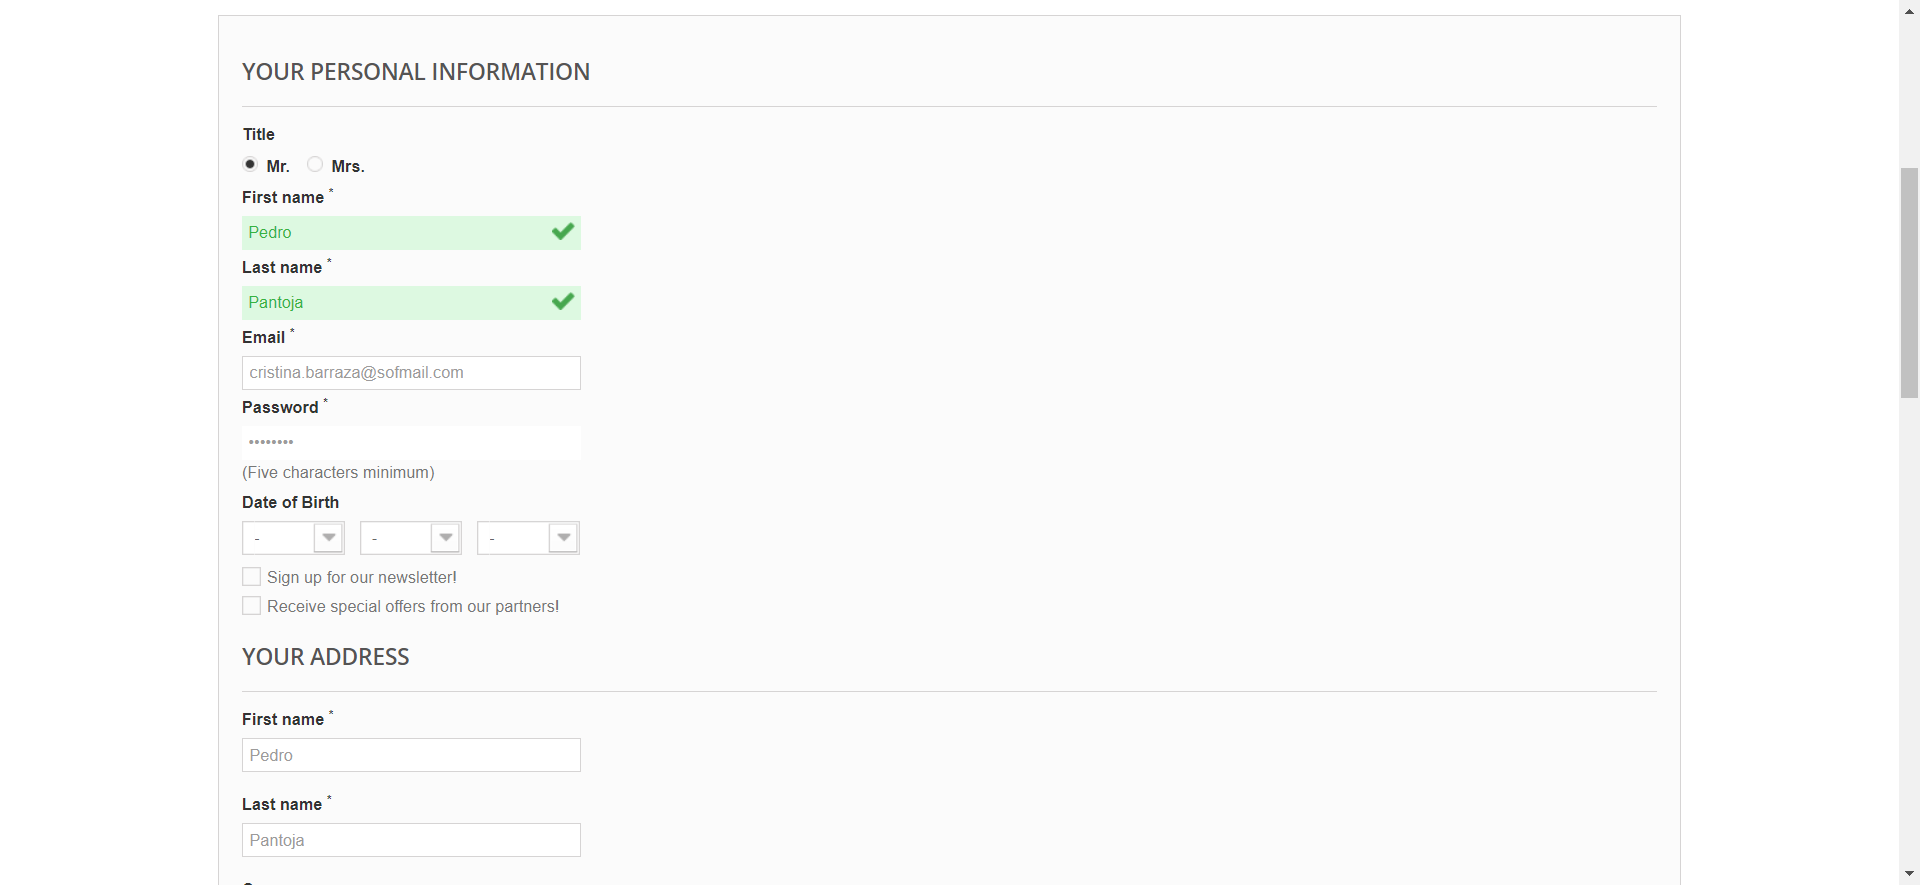 YOUR PERSONAL INFORMATION
Title
Mr. Mrs.
First name *
Pedro
Last name *
Pantoja
Email *
cristina.barraza@sofmail.com
Password *
••••••••
(Five characters minimum)
Date of Birth
- - -
Sign up for our newsletter!
Receive special offers from our partners!
YOUR ADDRESS
First name *
Pedro
Last name *
Pantoja